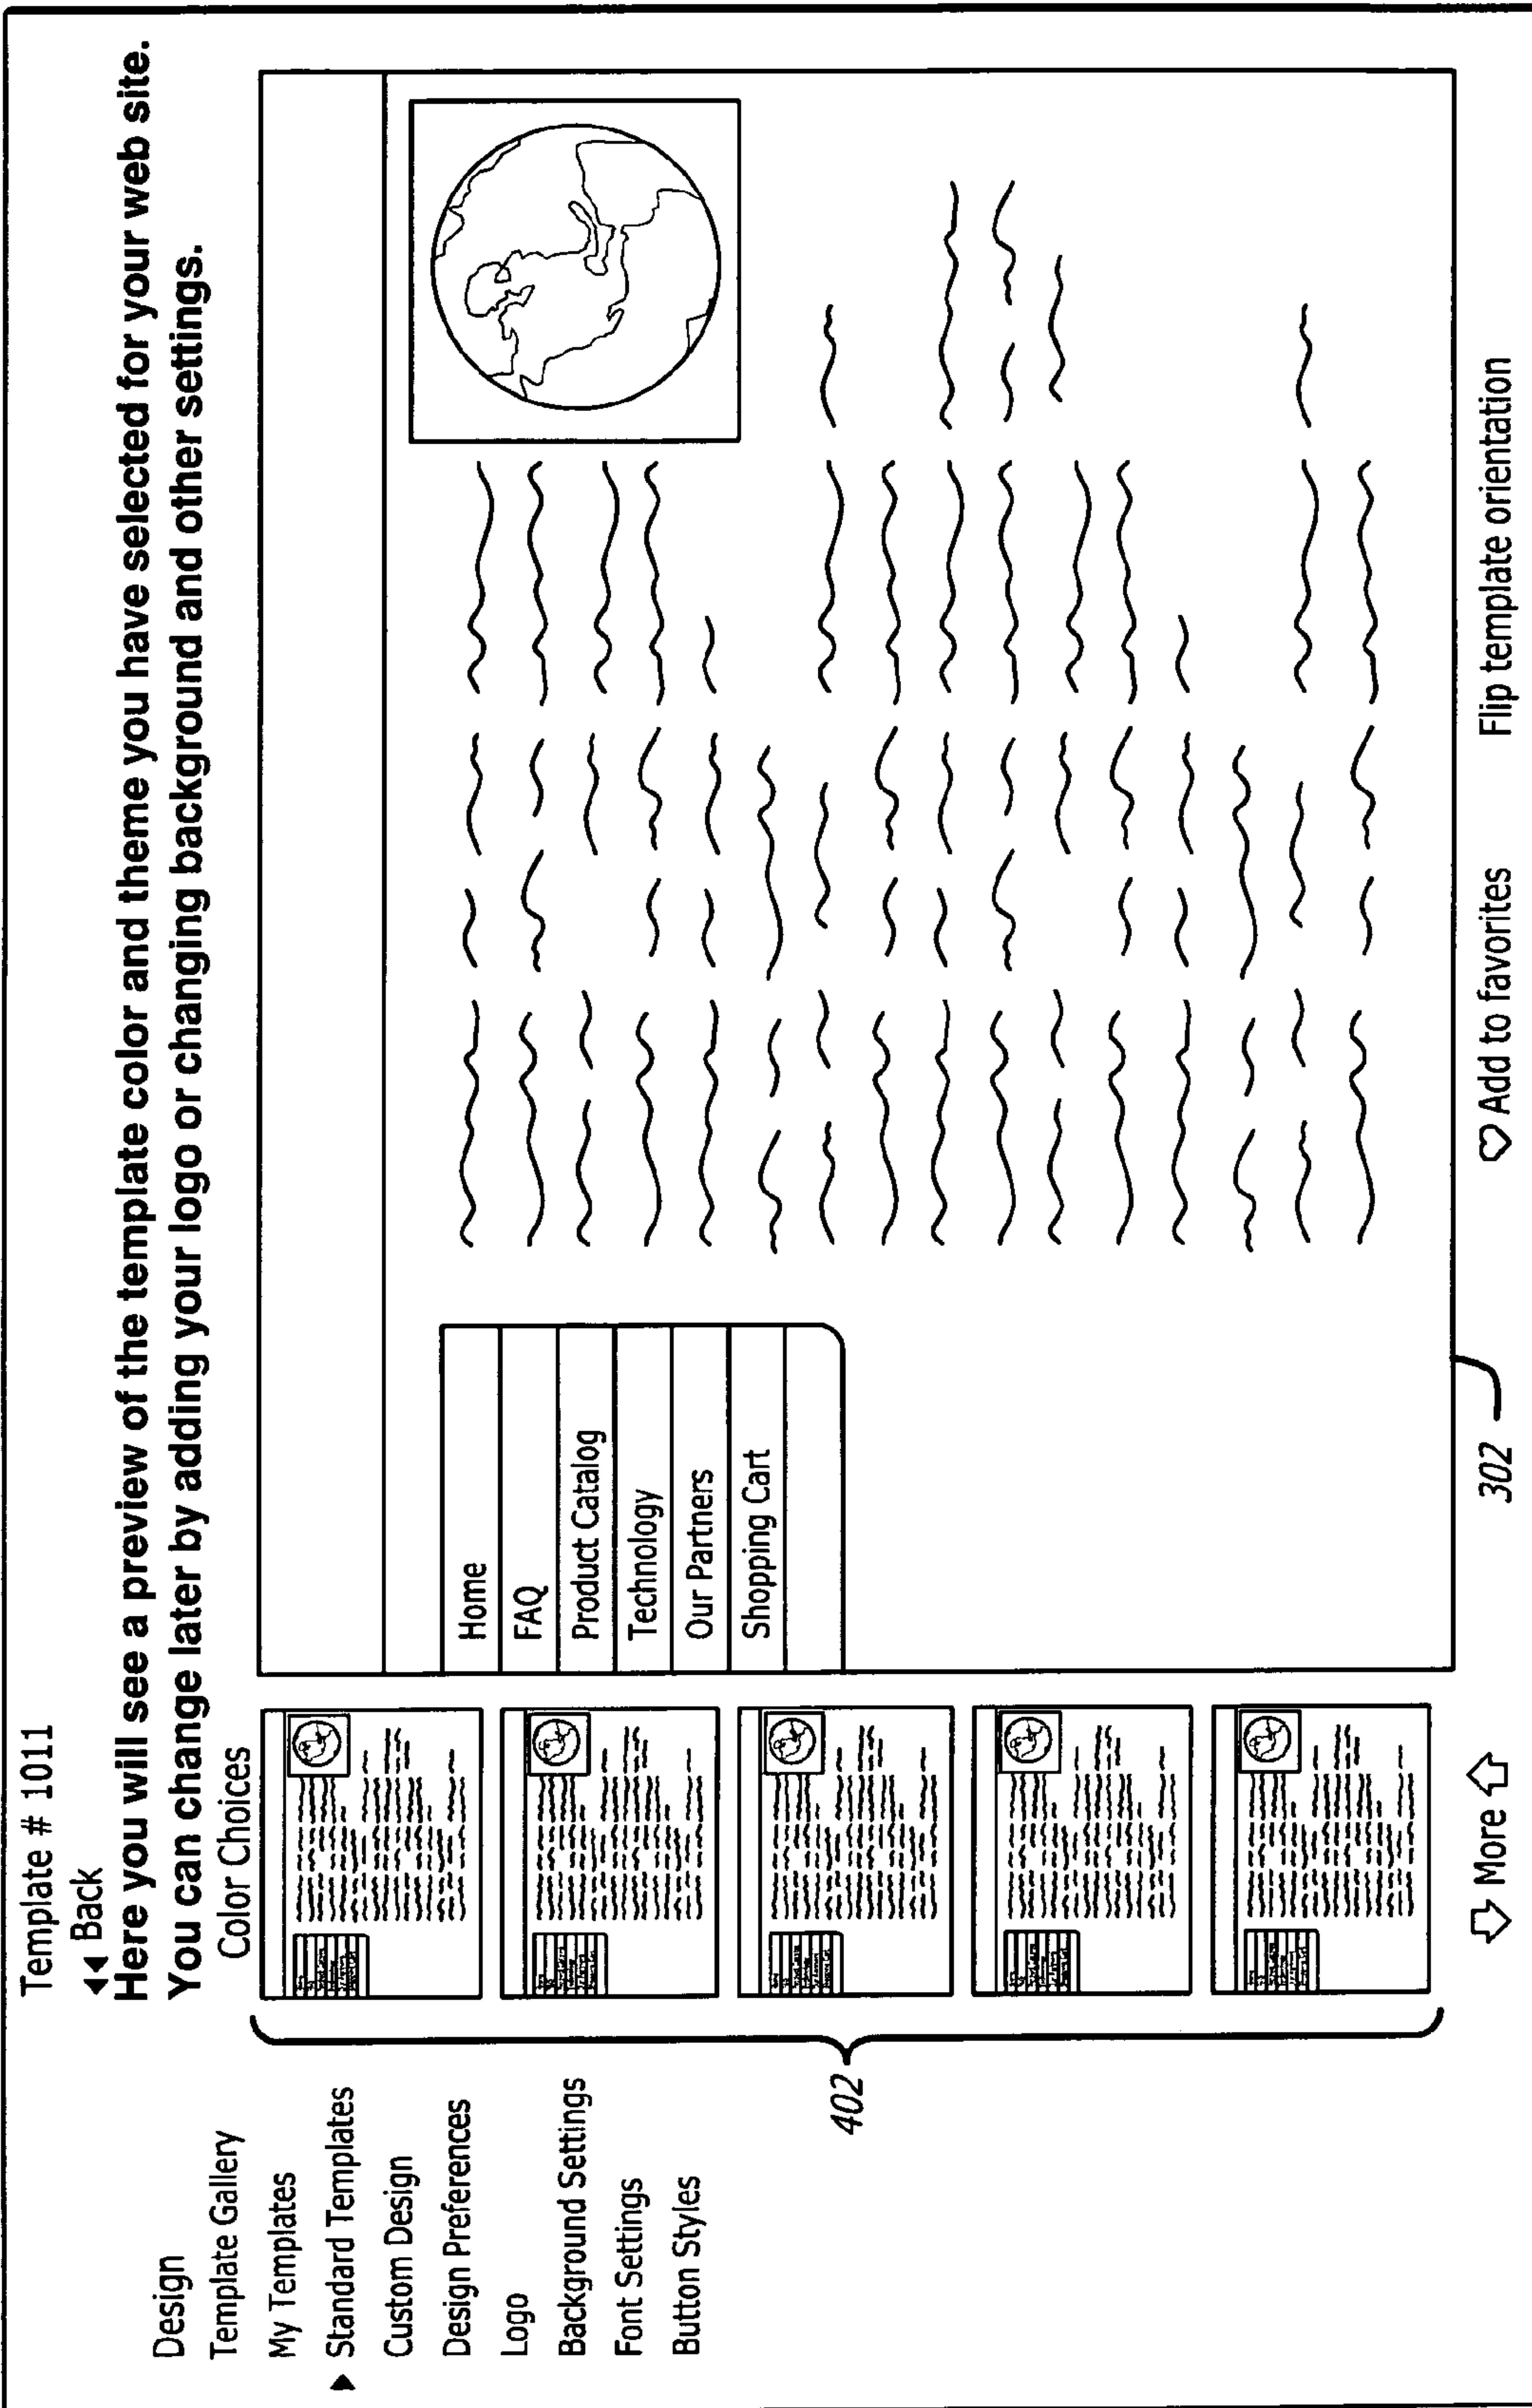 Template # 1011
Back
Here you will see a preview of the template color and theme you have selected for your web site.
You can change later by adding your logo or changing background and other settings.
Design
Template Gallery
My Templates
Standard Templates
Custom Design
Design Preferences
Logo
Background Settings
Font Settings
Button Styles
Color Choices
402
More
Home
FAQ
Product Catalog
Technology
Our Partners
Shopping Cart
302
Add to favorites
Flip template orientation